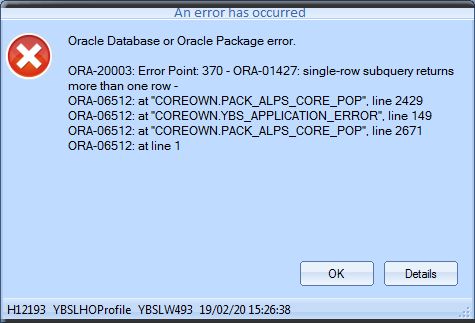 An error has occurred
Oracle Database or Oracle Package error.
ORA-20003: Error Point: 370 - ORA-01427: single-row subquery returns
more than one row -
ORA-06512: at "COREOWN.PACK_ALPS_CORE_POP", line 2429
ORA-06512: at "COREOWN.YBS_APPLICATION_ERROR", line 149
ORA-06512: at "COREOWN.PACK_ALPS_CORE_POP", line 2671
ORA-06512: at line 1
OK Details
H12193 YBSLHOProfile YBSLW493 19/02/20 15:26:38